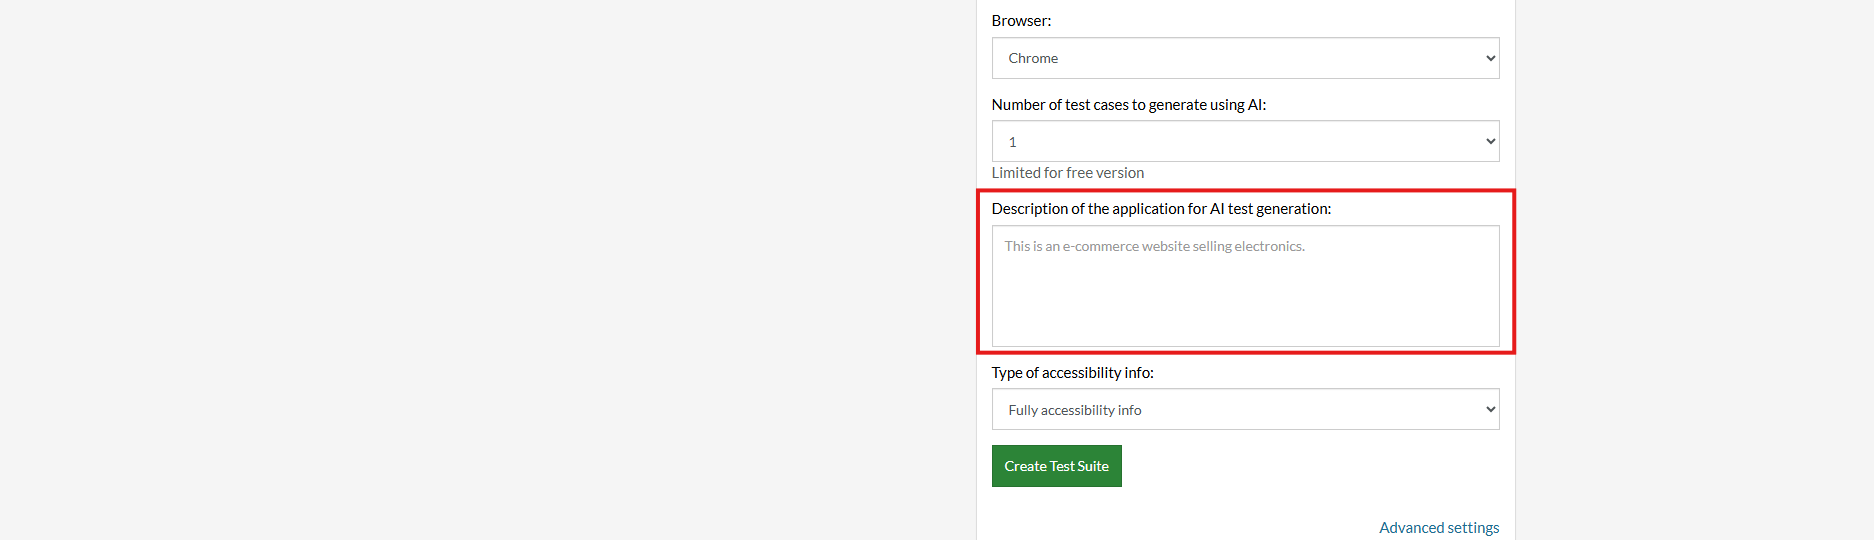 Browser:
Chrome
Number of test cases to generate using AI:
1
Limited for free version
Description of the application for AI test generation:
This is an e-commerce website selling electronics.
Type of accessibility info:
Fully accessibility info
Create Test Suite
Advanced settings